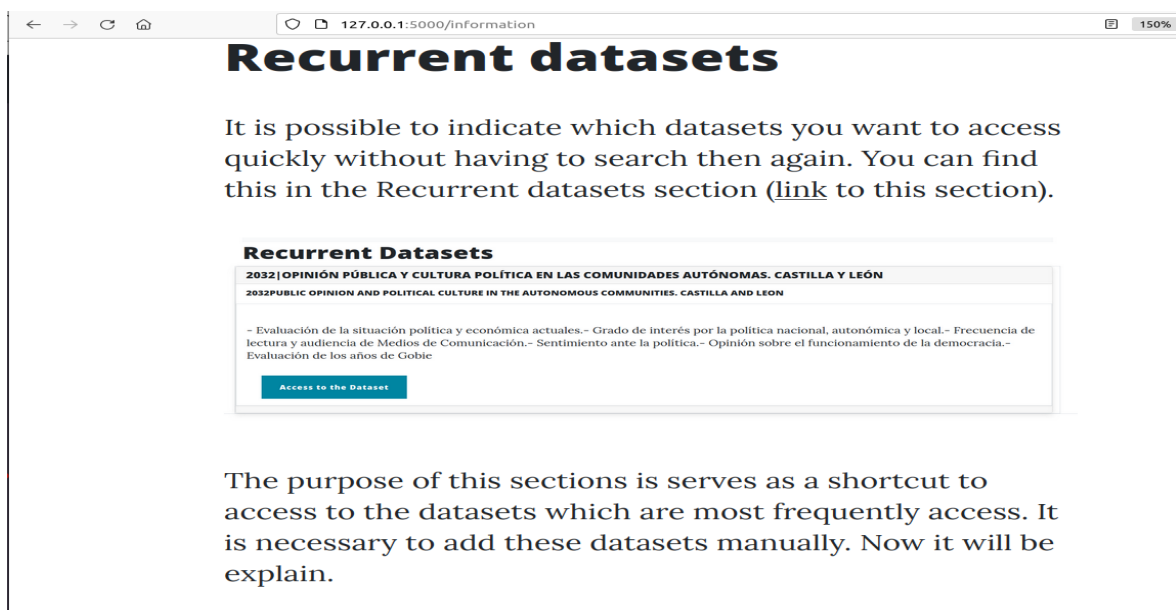 127.0.0.1:5000/information
150%
Recurrent datasets
It is possible to indicate which datasets you want to access
quickly without having to search then again. You can find
this in the Recurrent datasets section (link to this section).
Recurrent Datasets
2032|OPINIÓN PÚBLICA Y CULTURA POLÍTICA EN LAS COMUNIDADES AUTÓNOMAS. CASTILLA Y LEÓN
2032PUBLIC OPINION AND POLITICAL CULTURE IN THE AUTONOMOUS COMMUNITIES. CASTILLA AND LEON
- Evaluación de la situación política y económica actuales.- Grado de interés por la política nacional, autonómica y local.- Frecuencia de
lectura y audiencia de Medios de Comunicación.- Sentimiento ante la política.- Opinión sobre el funcionamiento de la democracia.-
Evaluación de los años de Gobie
Access to the Dataset
The purpose of this sections is serves as a shortcut to
access to the datasets which are most frequently access. It
is necessary to add these datasets manually. Now it will be
explain.